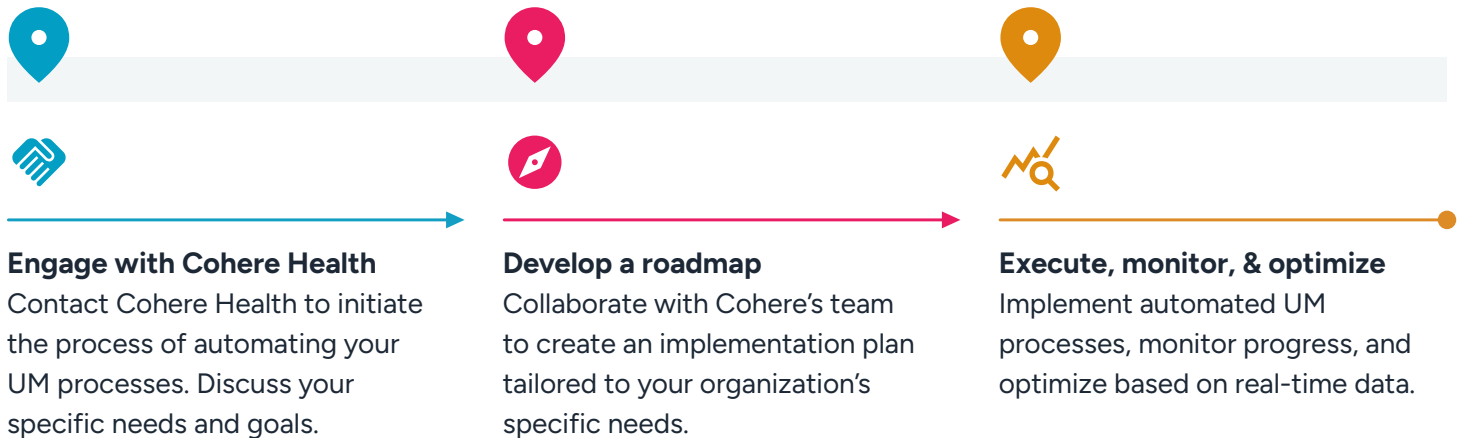 Engage with Cohere Health
Contact Cohere Health to initiate
the process of automating your
UM processes. Discuss your
specific needs and goals.
Develop a roadmap
Collaborate with Cohere’s team
to create an implementation plan
tailored to your organization’s
specific needs.
Execute, monitor, & optimize
Implement automated UM
processes, monitor progress, and
optimize based on real-time data.